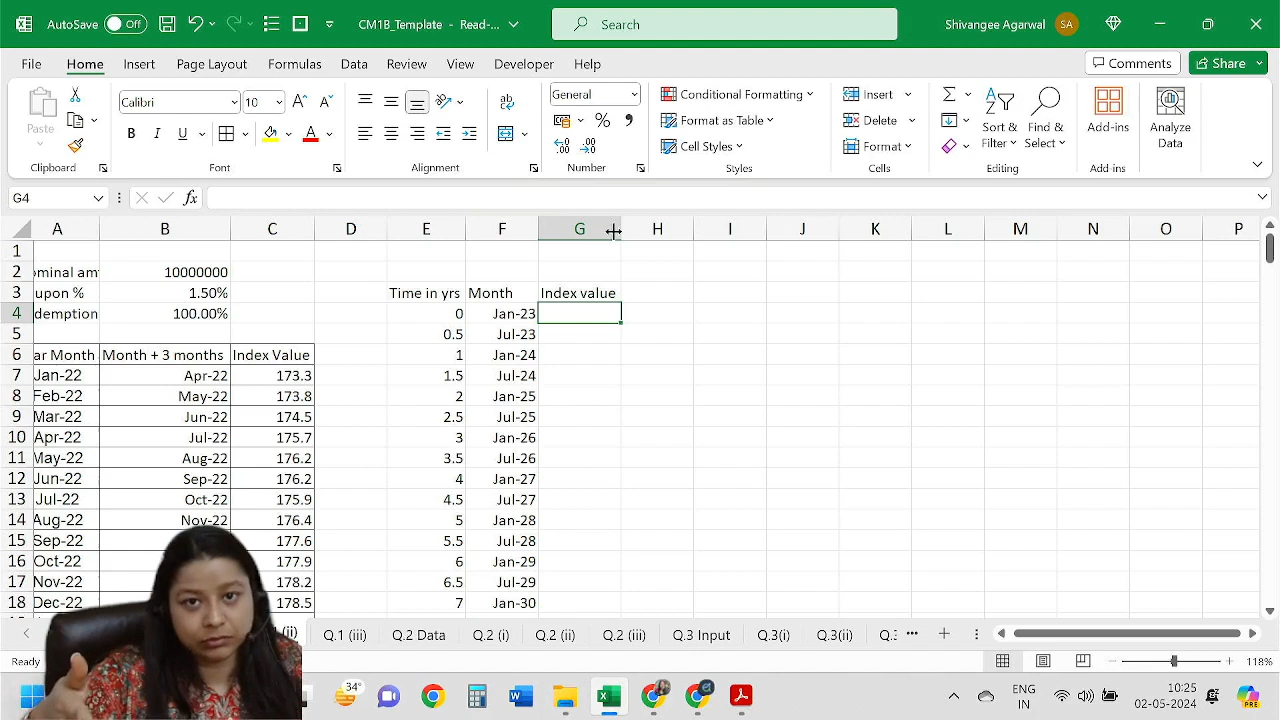 AutoSave Off CM1B_Template - Read-... Search Shivangee Agarwal SA
File Home Insert Page Layout Formulas Data Review View Developer Help Comments Share
Paste Calibri 10 General Conditional Formatting Format as Table Cell Styles Insert Delete Format Sort & Filter Find & Select Add-ins Analyze Data
Clipboard Font Alignment Number Styles Cells Editing Add-ins
G4 fx
A B C D E F G H I J K L M N O P
1
2 ominal am 10000000
3 upon % 1.50% Time in yrs Month Index value
4 demption 100.00% 0 Jan-23
5 0.5 Jul-23
6 ar Month Month + 3 months Index Value 1 Jan-24
7 Jan-22 Apr-22 173.3 1.5 Jul-24
8 Feb-22 May-22 173.8 2 Jan-25
9 Mar-22 Jun-22 174.5 2.5 Jul-25
10 Apr-22 Jul-22 175.7 3 Jan-26
11 May-22 Aug-22 176.2 3.5 Jul-26
12 Jun-22 Sep-22 176.2 4 Jan-27
13 Jul-22 Oct-22 175.9 4.5 Jul-27
14 Aug-22 Nov-22 176.4 5 Jan-28
15 Sep-22 177.6 5.5 Jul-28
16 Oct-22 177.9 6 Jan-29
17 Nov-22 178.2 6.5 Jul-29
18 Dec-22 178.5 7 Jan-30
Q.1 (iii) Q.2 Data Q.2 (i) Q.2 (ii) Q.2 (iii) Q.3 Input Q.3(i) Q.3(ii) Q.:
Ready 118%
34° ENG IN 10:25 02-05-2024 PRE